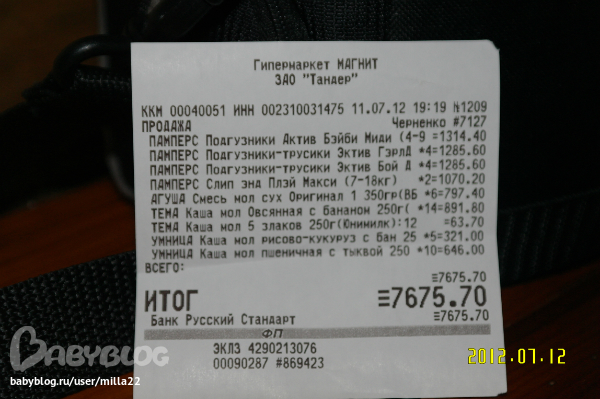 Гипермаркет МАГНИТ
ЗАО "Тандер"
ККМ 00040051 ИНН 002310031475 11.07.12 19:19 №1209
ПРОДАЖА Черненко #7127
ПАМПЕРС Подгузники Актив Бэйби Миди (4-9 =1314.40
ПАМПЕРС Подгузники-трусики Эктив Гэрл Д *4=1285.60
ПАМПЕРС Подгузники-трусики Эктив Бой Д *4=1285.60
ПАМПЕРС Слип энд Плэй Макси (7-18кг) *2=1070.20
АГУША Смесь мол сух Оригинал 1 350гр(ВБ *6=797.40
ТЕМА Каша мол Овсянная с бананом 250г( *14=891.80
ТЕМА Каша мол 5 злаков 250г(Юнимилк):12 =63.70
УМНИЦА Каша мол рисово-кукуруз с бан 25 *5=321.00
УМНИЦА Каша мол пшеничная с тыквой 250 *10=646.00
ВСЕГО:
≡7675.70
ИТОГ ≡7675.70
Банк Русский Стандарт ≡7675.70
ФП
ЭКЛЗ 4290213076
00090287 #869423
BABYBLOG
babyblog.ru/user/milla22
2012.07.12